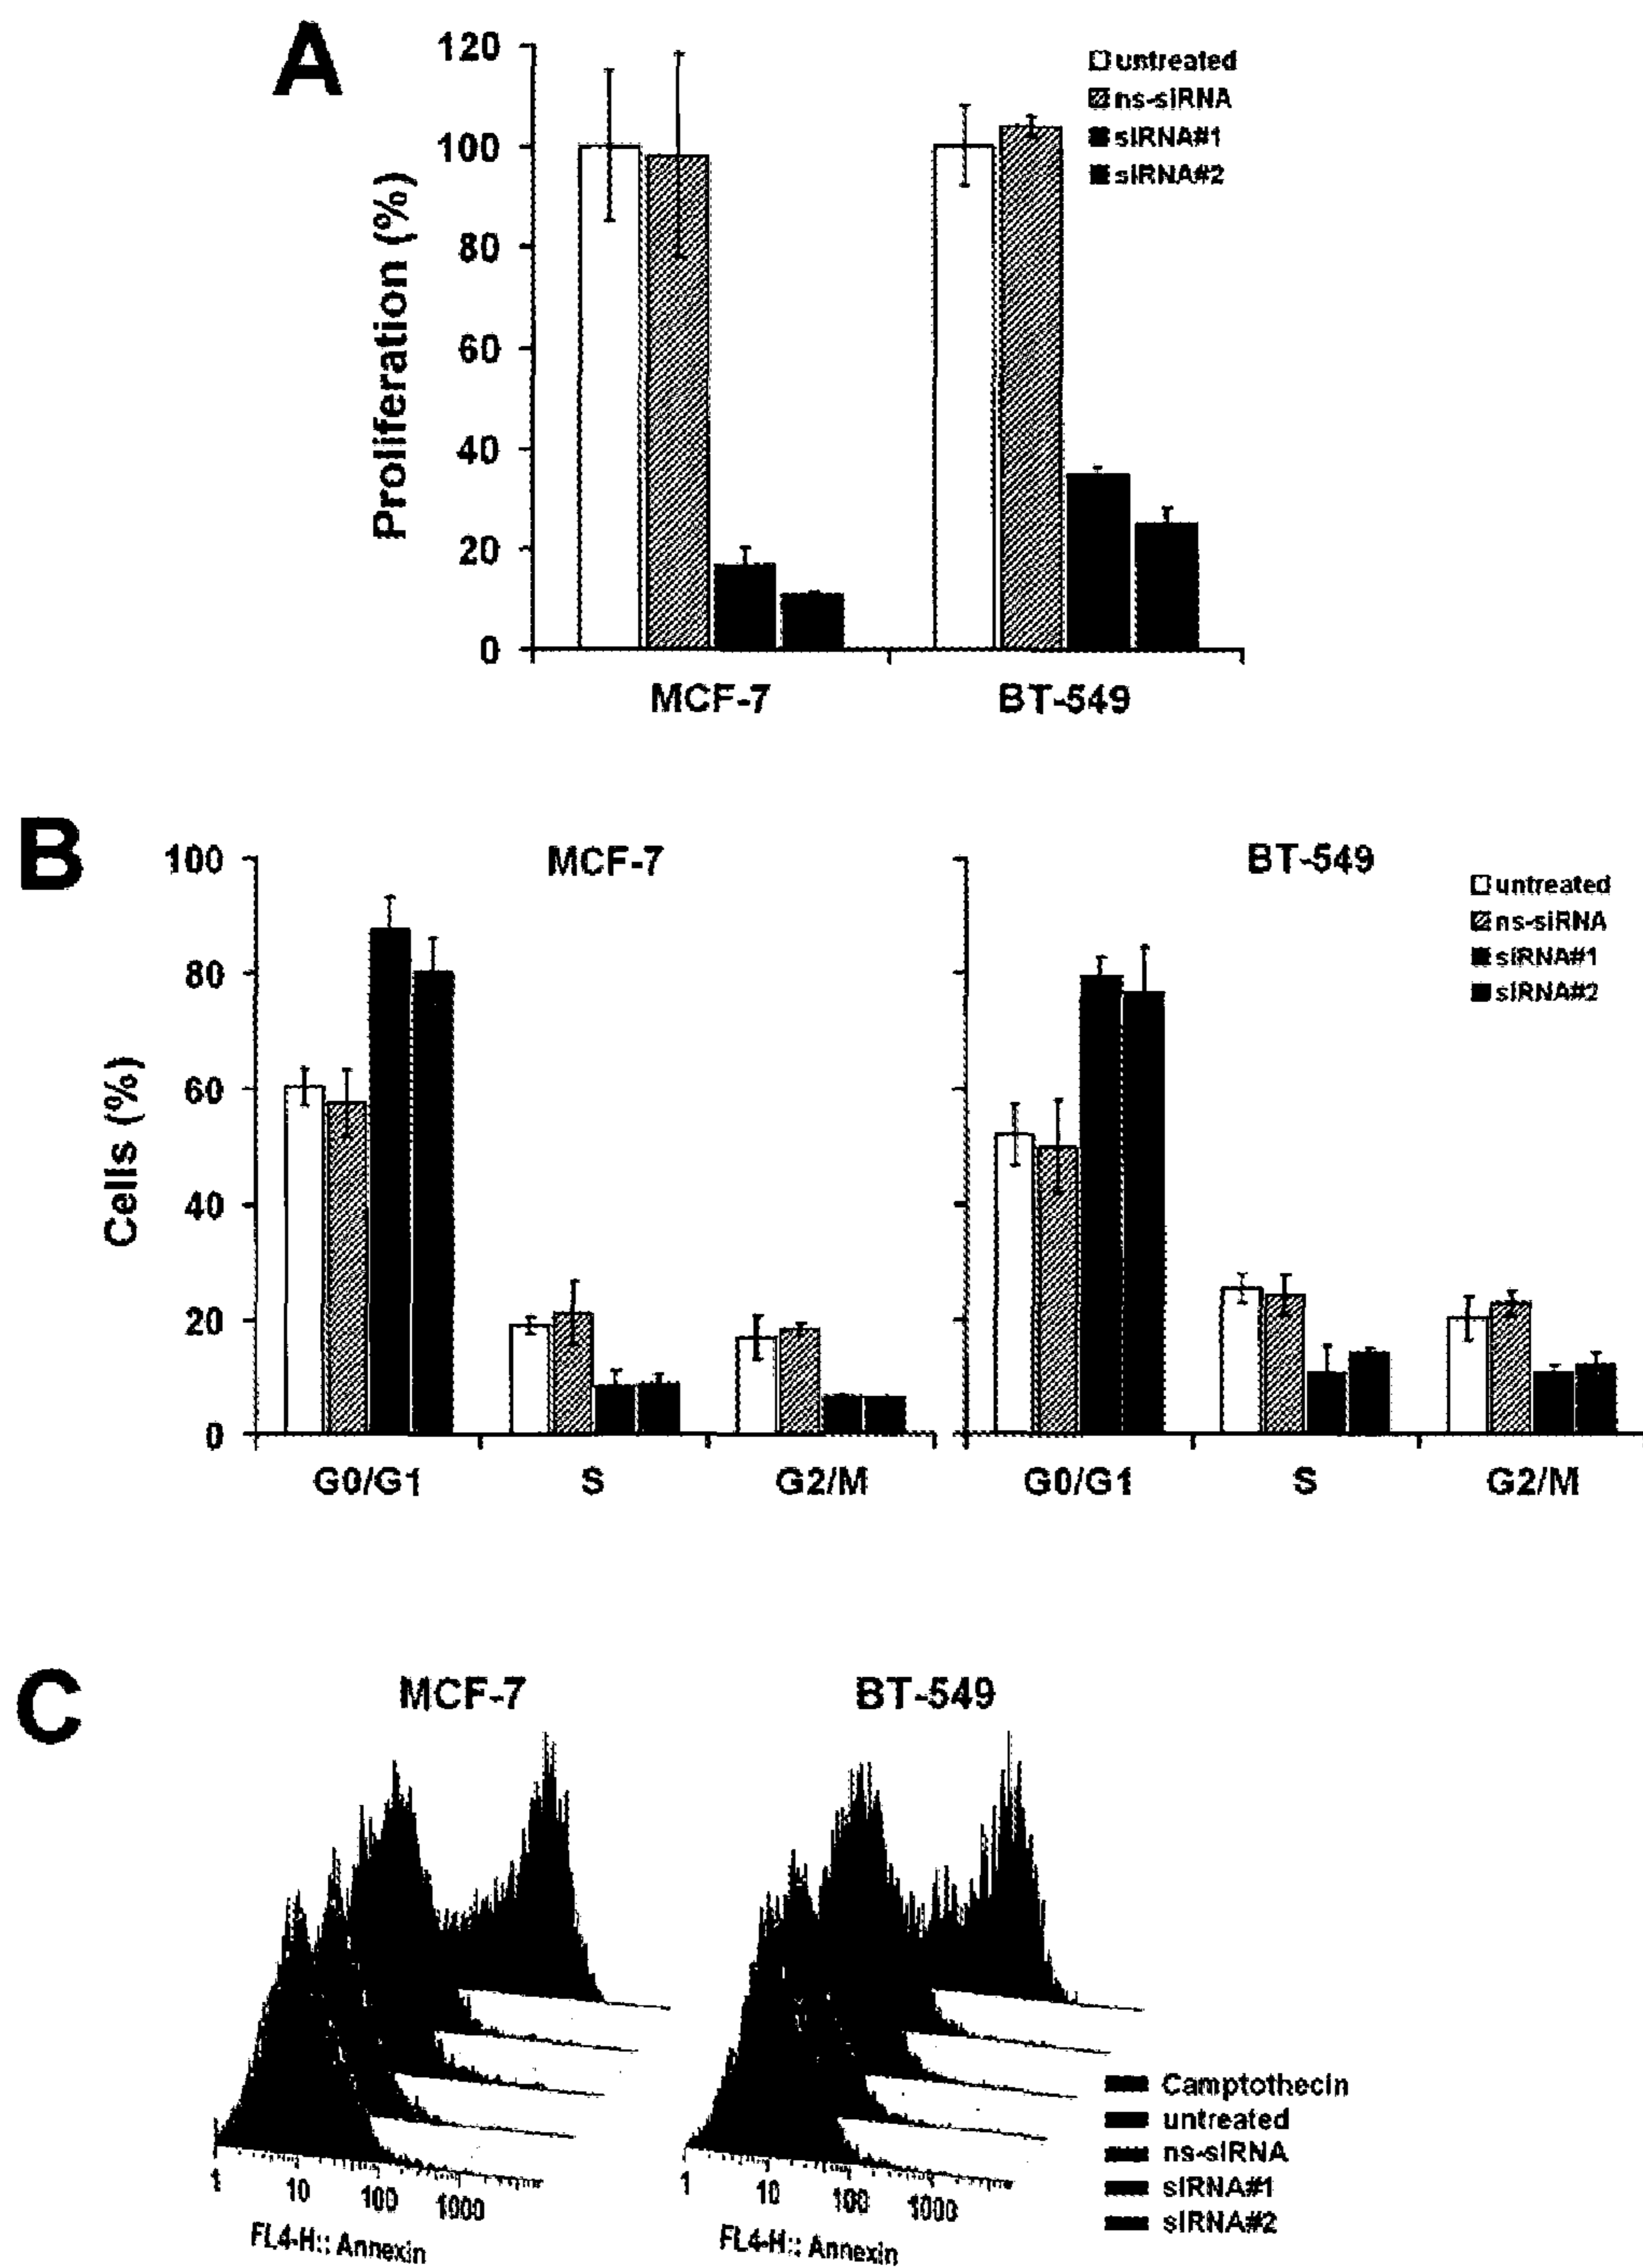 A
120
100
80
60
40
20
0
Proliferation (%)
untreated
ns-siRNA
siRNA#1
siRNA#2
MCF-7
BT-549
B
100
80
60
40
20
0
Cells (%)
MCF-7
BT-549
untreated
ns-siRNA
siRNA#1
siRNA#2
G0/G1 S G2/M
G0/G1 S G2/M
C
MCF-7
BT-549
1 10 100 1000
FL4-H:: Annexin
1 10 100 1000
FL4-H:: Annexin
Camptothecin
untreated
ns-siRNA
siRNA#1
siRNA#2